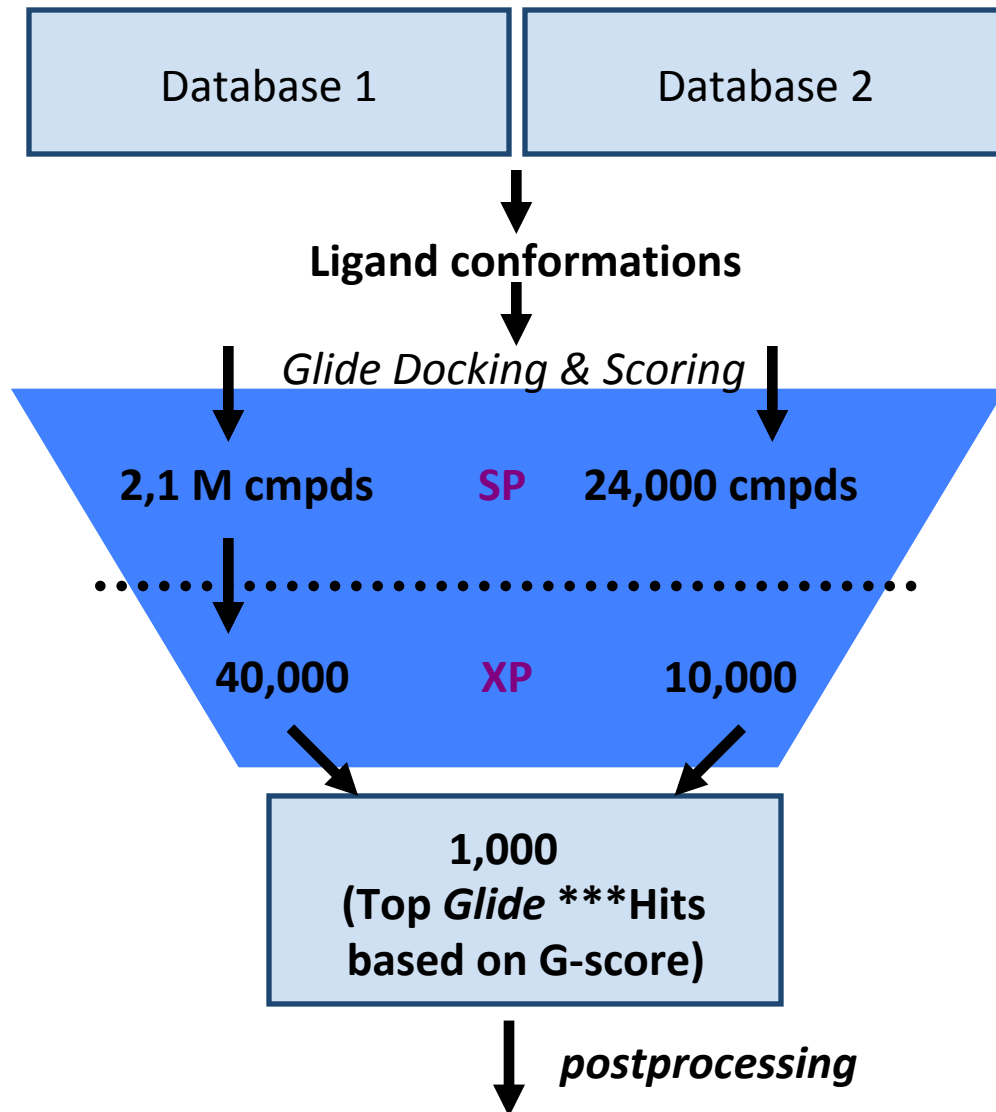 Database 1
Database 2
Ligand conformations
Glide Docking & Scoring
2,1 M cmpds
SP
24,000 cmpds
40,000
XP
10,000
1,000
(Top Glide ***Hits
based on G-score)
postprocessing